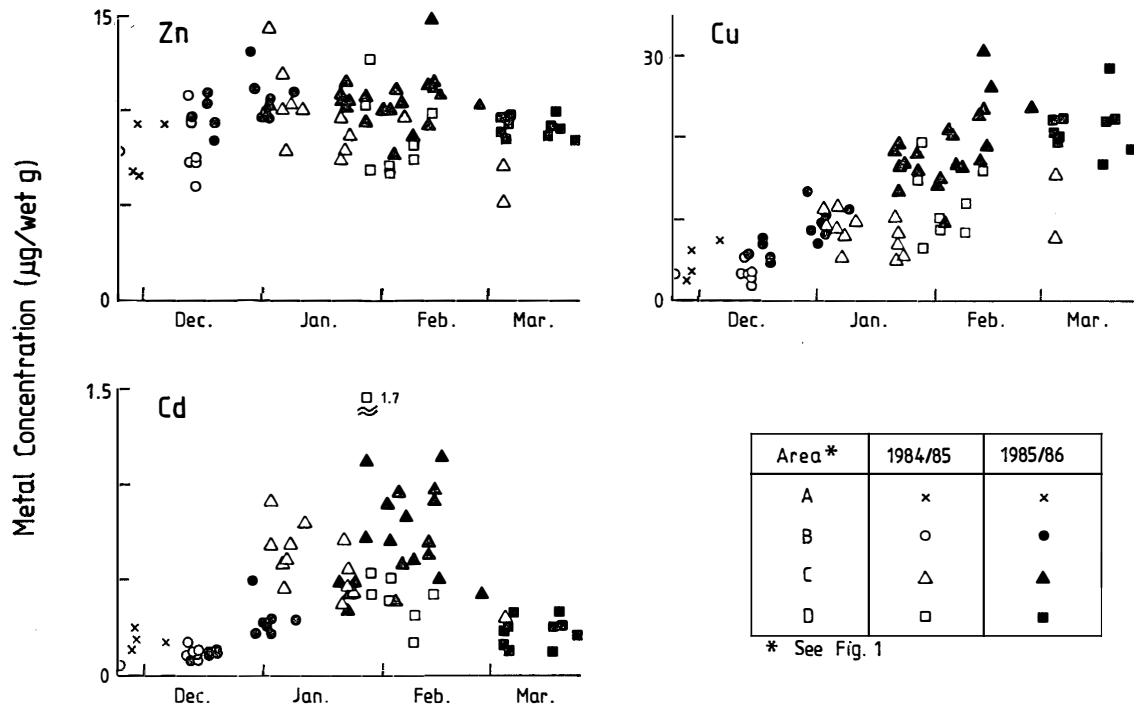 Metal Concentration (µg/wet g)
Zn
15
0
Dec. Jan. Feb. Mar.
Cu
30
0
Dec. Jan. Feb. Mar.
Cd
1.5
1.7
0
Dec. Jan. Feb. Mar.
Area* 1984/85 1985/86
A × ×
B ○ ●
C △ ▲
D □ ■
* See Fig. 1